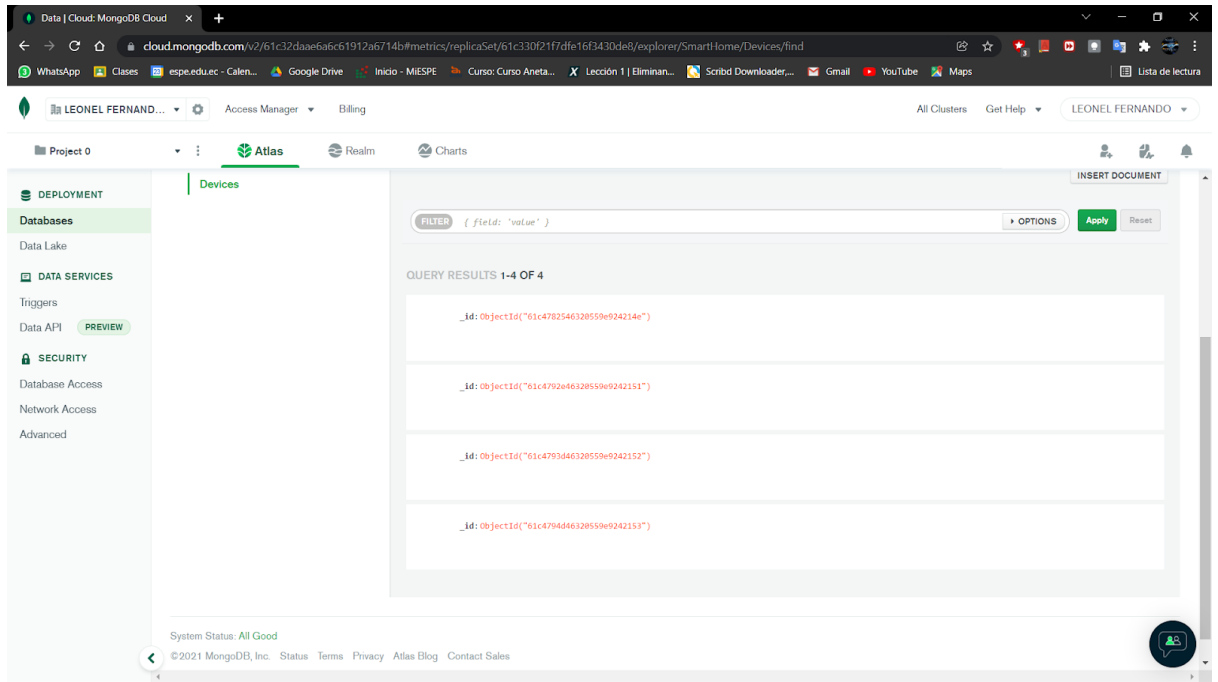 Data | Cloud: MongoDB Cloud
cloud.mongodb.com/v2/61c32daae6a6c61912a6714b#metrics/replicaSet/61c330f21f7dfe16f3430de8/explorer/SmartHome/Devices/find
3
WhatsApp Clases espe.edu.ec - Calen... Google Drive Inicio - MiESPE Curso: Curso Aneta... Lección 1 | Eliminan... Scribd Downloader,... Gmail YouTube Maps Lista de lectura
LEONEL FERNAND... Access Manager Billing All Clusters Get Help LEONEL FERNANDO
Project 0 Atlas Realm Charts
DEPLOYMENT
Databases
Data Lake
DATA SERVICES
Triggers
Data API PREVIEW
SECURITY
Database Access
Network Access
Advanced
Devices
INSERT DOCUMENT
FILTER { field: 'value' } OPTIONS Apply Reset
QUERY RESULTS 1-4 OF 4
_id: ObjectId("61c4782546320559e924214e")
_id: ObjectId("61c4792e46320559e9242151")
_id: ObjectId("61c4793d46320559e9242152")
_id: ObjectId("61c4794d46320559e9242153")
System Status: All Good
©2021 MongoDB, Inc. Status Terms Privacy Atlas Blog Contact Sales